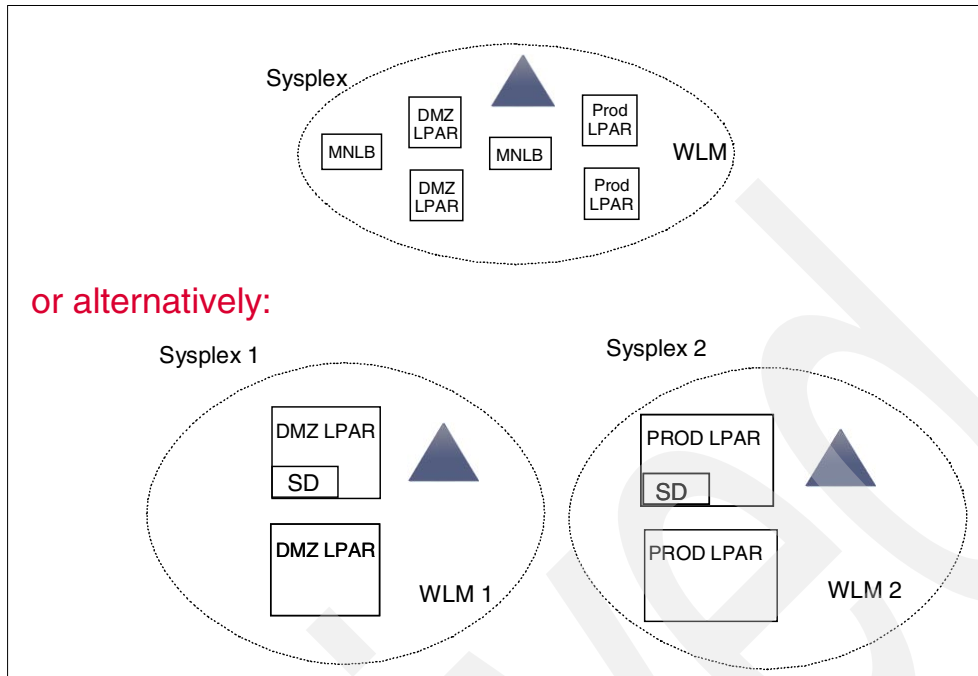 Sysplex
DMZ
LPAR
Prod
LPAR
MNLB
MNLB
WLM
DMZ
LPAR
Prod
LPAR
or alternatively:
Sysplex 1
Sysplex 2
DMZ LPAR
SD
PROD LPAR
SD
DMZ LPAR
PROD LPAR
WLM 1
WLM 2